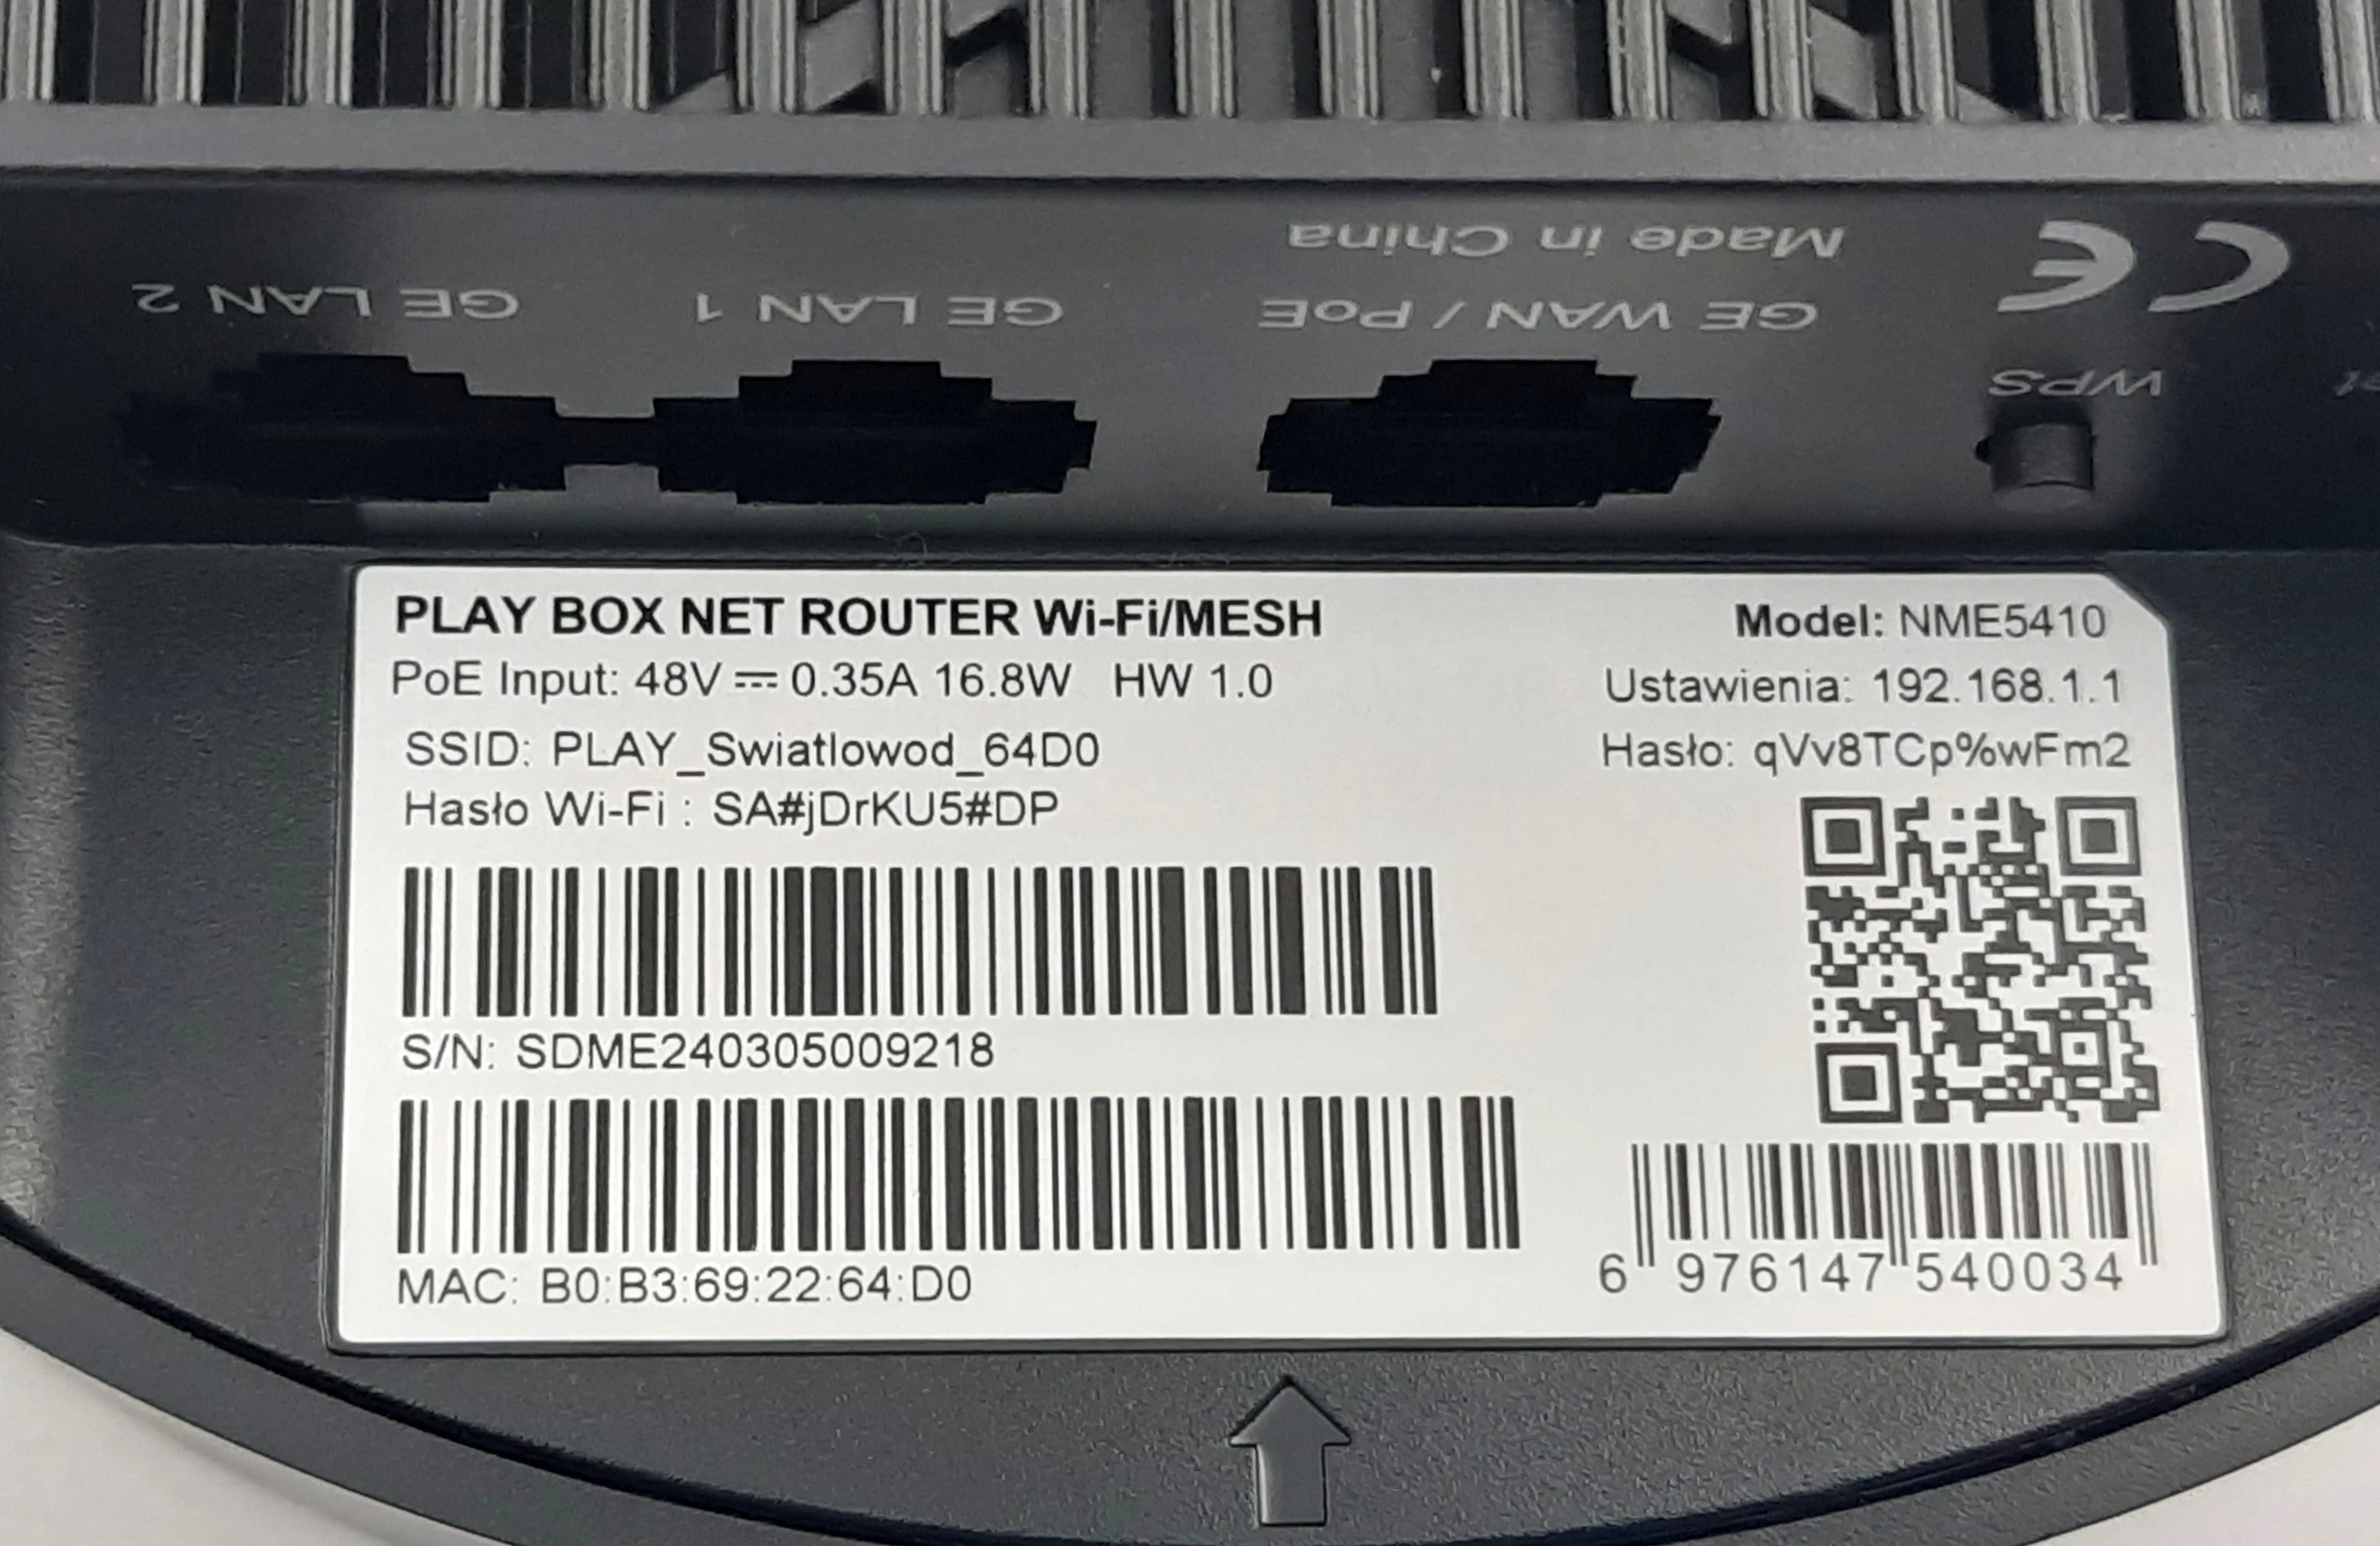 Made in China
GE LAN 2
GE LAN 1
GE WAN / PoE
CE
WPS
PLAY BOX NET ROUTER Wi-Fi/MESH
PoE Input: 48V ⎓ 0.35A 16.8W HW 1.0
SSID: PLAY_Swiatlowod_64D0
Hasło Wi-Fi : SA#jDrKU5#DP
S/N: SDME240305009218
MAC: B0:B3:69:22:64:D0
Model: NME5410
Ustawienia: 192.168.1.1
Hasło: qVv8TCp%wFm2
6 976147 540034